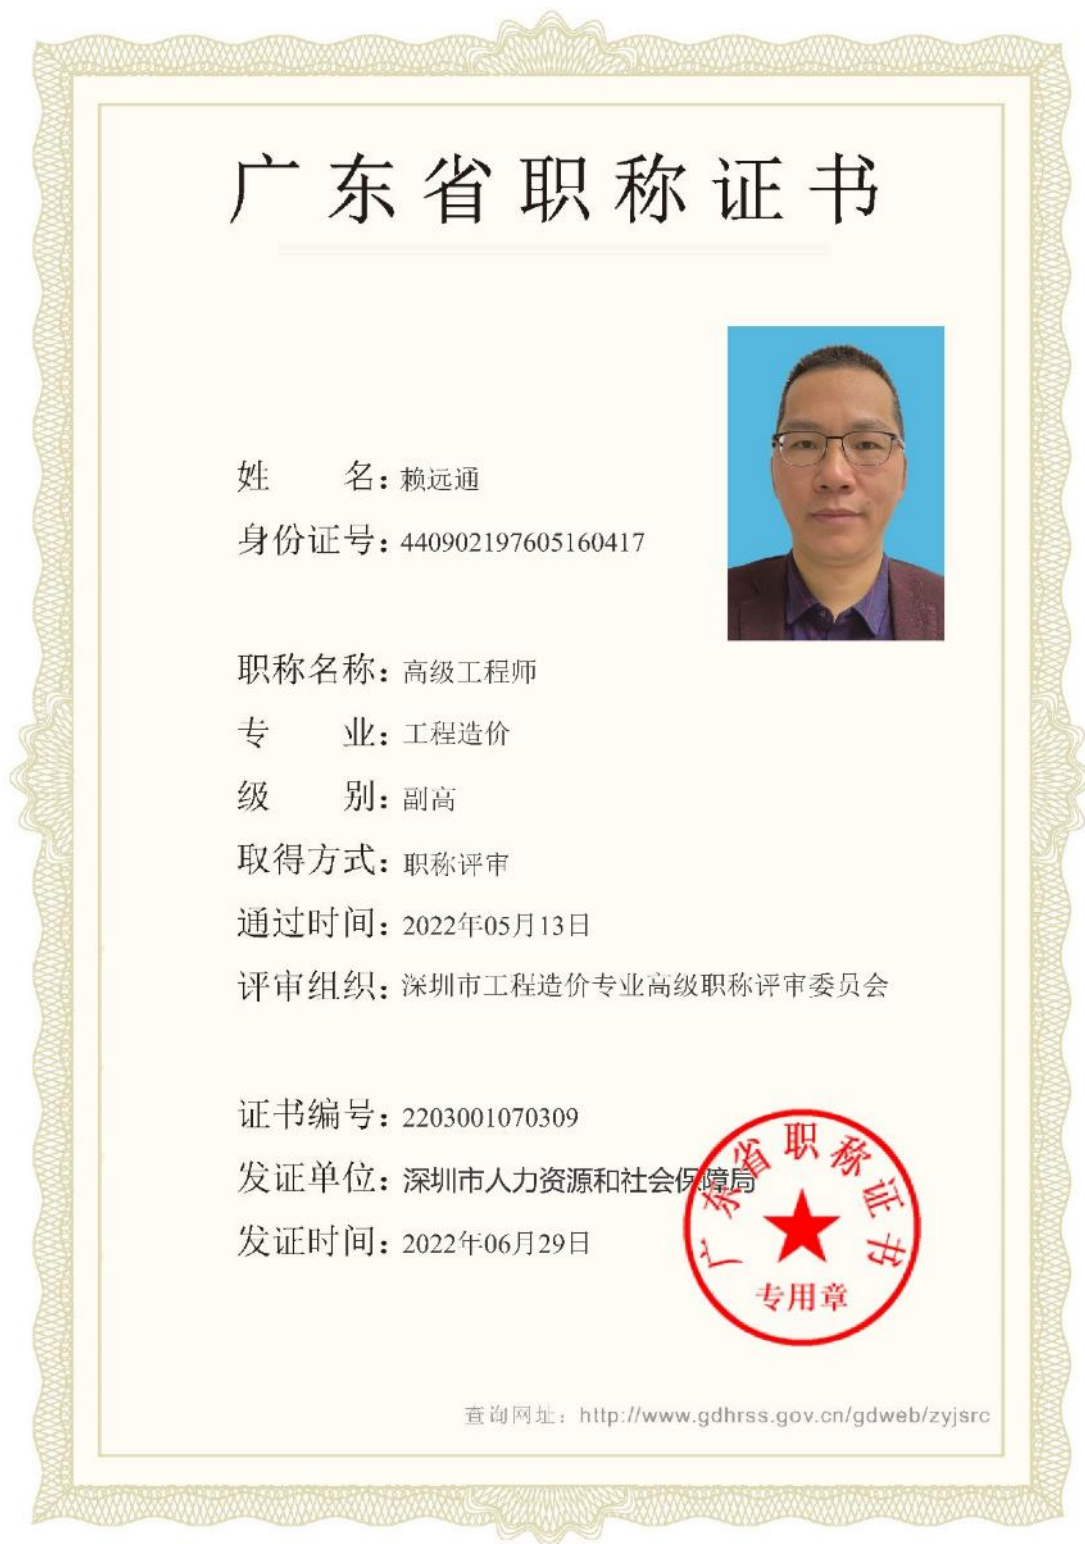 广东省职称证书
姓 名：赖远通
身份证号：440902197605160417
职称名称：高级工程师
专 业：工程造价
级 别：副高
取得方式：职称评审
通过时间：2022年05月13日
评审组织：深圳市工程造价专业高级职称评审委员会
证书编号：2203001070309
发证单位：深圳市人力资源和社会保障局
发证时间：2022年06月29日
广东省职称证书
专用章
查询网址：http://www.gdhrss.gov.cn/gdweb/zyjsrc